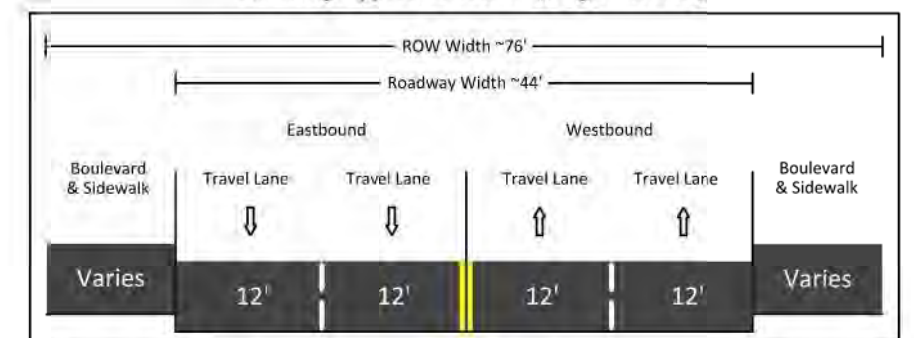 ROW Width ~76'
Roadway Width ~44'
Eastbound
Westbound
Boulevard
& Sidewalk
Travel Lane
Travel Lane
Travel Lane
Travel Lane
Boulevard
& Sidewalk
Varies
12'
12'
12'
12'
Varies